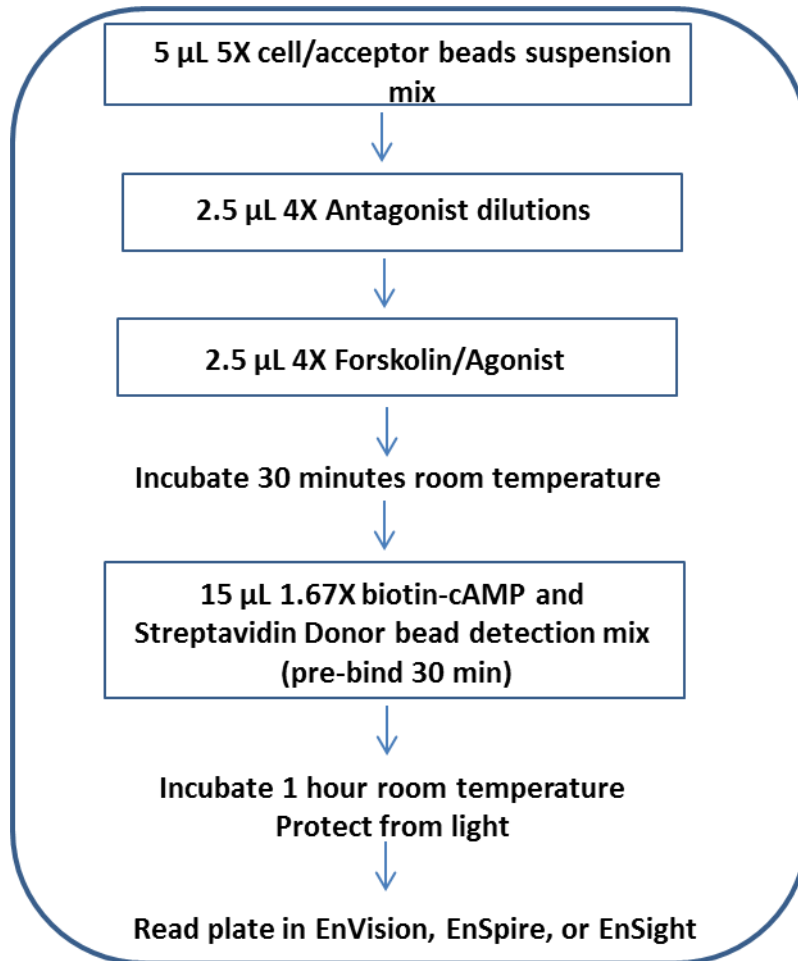 5 µL 5X cell/acceptor beads suspension
mix
2.5 µL 4X Antagonist dilutions
2.5 µL 4X Forskolin/Agonist
Incubate 30 minutes room temperature
15 µL 1.67X biotin-cAMP and
Streptavidin Donor bead detection mix
(pre-bind 30 min)
Incubate 1 hour room temperature
Protect from light
Read plate in EnVision, EnSpire, or EnSight